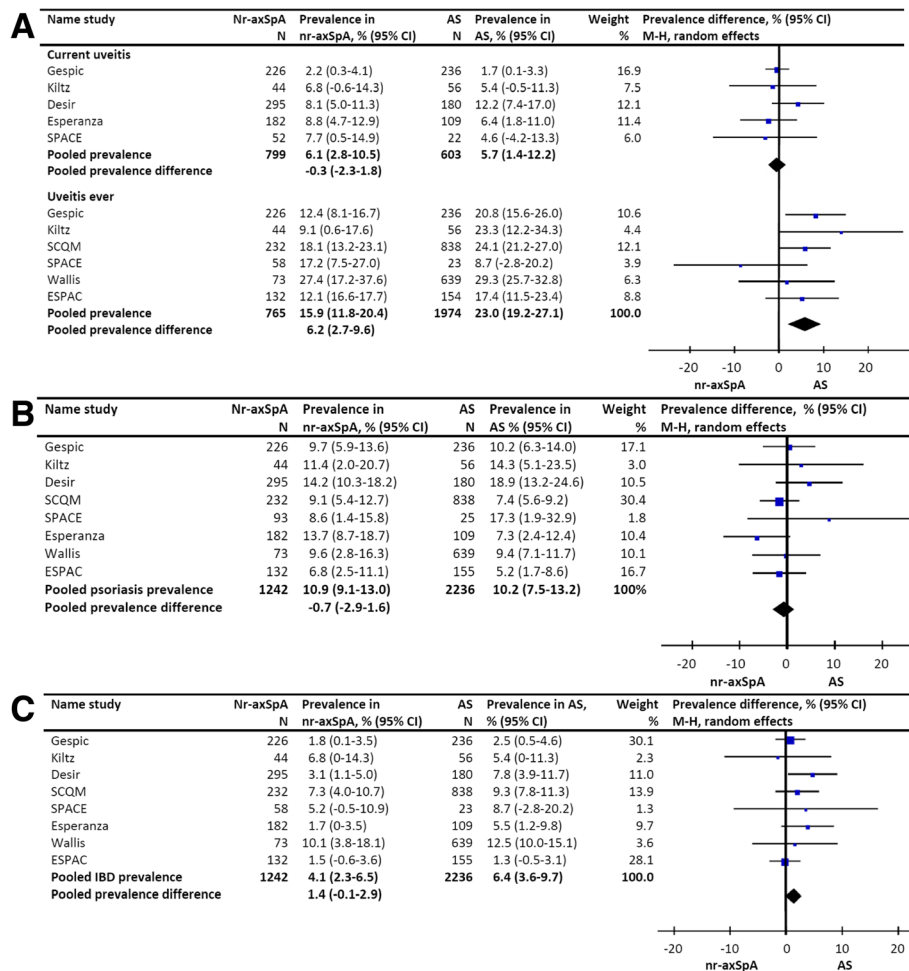 A
Name study Nr-axSpA Prevalence in AS Prevalence in Weight Prevalence difference, % (95% CI)
N nr-axSpA, % (95% CI) N AS, % (95% CI) % M-H, random effects
Current uveitis
Gespic 226 2.2 (0.3-4.1) 236 1.7 (0.1-3.3) 16.9
Kiltz 44 6.8 (-0.6-14.3) 56 5.4 (-0.5-11.3) 7.5
Desir 295 8.1 (5.0-11.3) 180 12.2 (7.4-17.0) 12.1
Esperanza 182 8.8 (4.7-12.9) 109 6.4 (1.8-11.0) 11.4
SPACE 52 7.7 (0.5-14.9) 22 4.6 (-4.2-13.3) 6.0
Pooled prevalence 799 6.1 (2.8-10.5) 603 5.7 (1.4-12.2)
Pooled prevalence difference -0.3 (-2.3-1.8)
Uveitis ever
Gespic 226 12.4 (8.1-16.7) 236 20.8 (15.6-26.0) 10.6
Kiltz 44 9.1 (0.6-17.6) 56 23.3 (12.2-34.3) 4.4
SCQM 232 18.1 (13.2-23.1) 838 24.1 (21.2-27.0) 12.1
SPACE 58 17.2 (7.5-27.0) 23 8.7 (-2.8-20.2) 3.9
Wallis 73 27.4 (17.2-37.6) 639 29.3 (25.7-32.8) 6.3
ESPAC 132 12.1 (16.6-17.7) 154 17.4 (11.5-23.4) 8.8
Pooled prevalence 765 15.9 (11.8-20.4) 1974 23.0 (19.2-27.1) 100.0
Pooled prevalence difference 6.2 (2.7-9.6)
-20 -10 0 10 20
nr-axSpA AS
B
Name study Nr-axSpA Prevalence in AS Prevalence in Weight Prevalence difference, % (95% CI)
N nr-axSpA, % (95% CI) N AS, % (95% CI) % M-H, random effects
Gespic 226 9.7 (5.9-13.6) 236 10.2 (6.3-14.0) 17.1
Kiltz 44 11.4 (2.0-20.7) 56 14.3 (5.1-23.5) 3.0
Desir 295 14.2 (10.3-18.2) 180 18.9 (13.2-24.6) 10.5
SCQM 232 9.1 (5.4-12.7) 838 7.4 (5.6-9.2) 30.4
SPACE 93 8.6 (1.4-15.8) 25 17.3 (1.9-32.9) 1.8
Esperanza 182 13.7 (8.7-18.7) 109 7.3 (2.4-12.4) 10.4
Wallis 73 9.6 (2.8-16.3) 639 9.4 (7.1-11.7) 10.1
ESPAC 132 6.8 (2.5-11.1) 155 5.2 (1.7-8.6) 16.7
Pooled psoriasis prevalence 1242 10.9 (9.1-13.0) 2236 10.2 (7.5-13.2) 100%
Pooled prevalence difference -0.7 (-2.9-1.6)
-20 -10 0 10 20
nr-axSpA AS
C
Name study Nr-axSpA Prevalence in AS Prevalence in AS, Weight Prevalence difference, % (95% CI)
N nr-axSpA, % (95% CI) N % (95% CI) % M-H, random effects
Gespic 226 1.8 (0.1-3.5) 236 2.5 (0.5-4.6) 30.1
Kiltz 44 6.8 (0-14.3) 56 5.4 (0-11.3) 2.3
Desir 295 3.1 (1.1-5.0) 180 7.8 (3.9-11.7) 11.0
SCQM 232 7.3 (4.0-10.7) 838 9.3 (7.8-11.3) 13.9
SPACE 58 5.2 (-0.5-10.9) 23 8.7 (-2.8-20.2) 1.3
Esperanza 182 1.7 (0-3.5) 109 5.5 (1.2-9.8) 9.7
Wallis 73 10.1 (3.8-18.1) 639 12.5 (10.0-15.1) 3.6
ESPAC 132 1.5 (-0.6-3.6) 155 1.3 (-0.5-3.1) 28.1
Pooled IBD prevalence 1242 4.1 (2.3-6.5) 2236 6.4 (3.6-9.7) 100.0
Pooled prevalence difference 1.4 (-0.1-2.9)
-20 -10 0 10 20
nr-axSpA AS